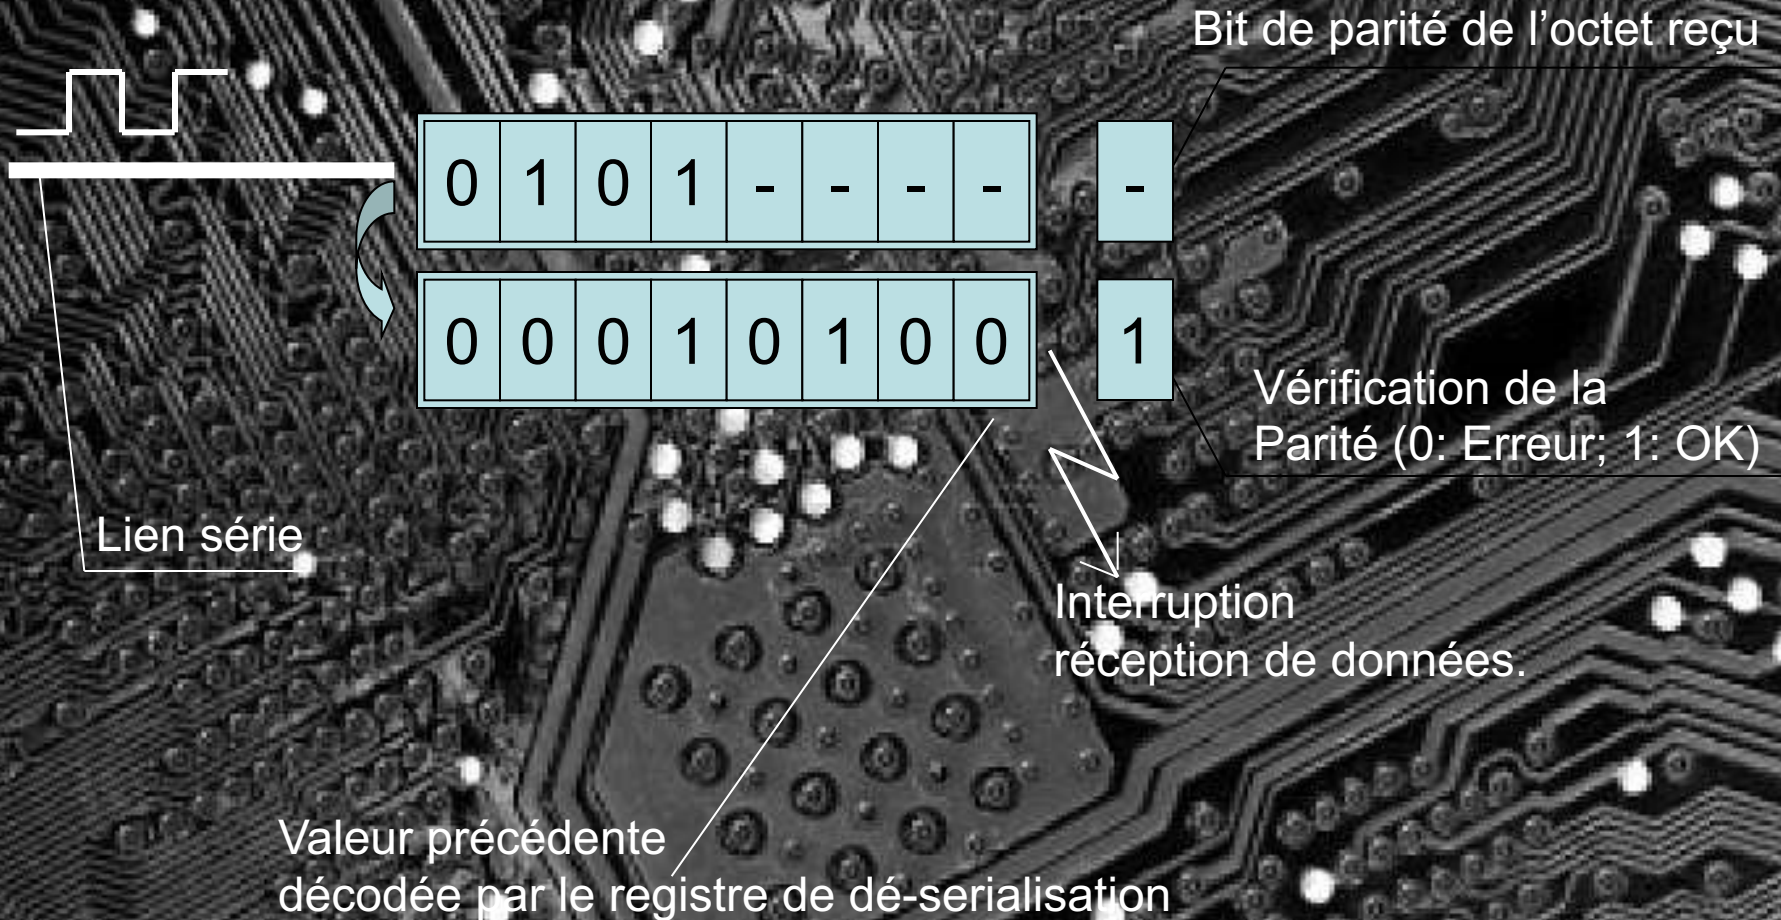 Bit de parité de l’octet reçu
0 1 0 1 - - - - -
0 0 0 1 0 1 0 0 1
Vérification de la
Parité (0: Erreur; 1: OK)
Lien série
Interruption
réception de données.
Valeur précédente
décodée par le registre de dé-serialisation